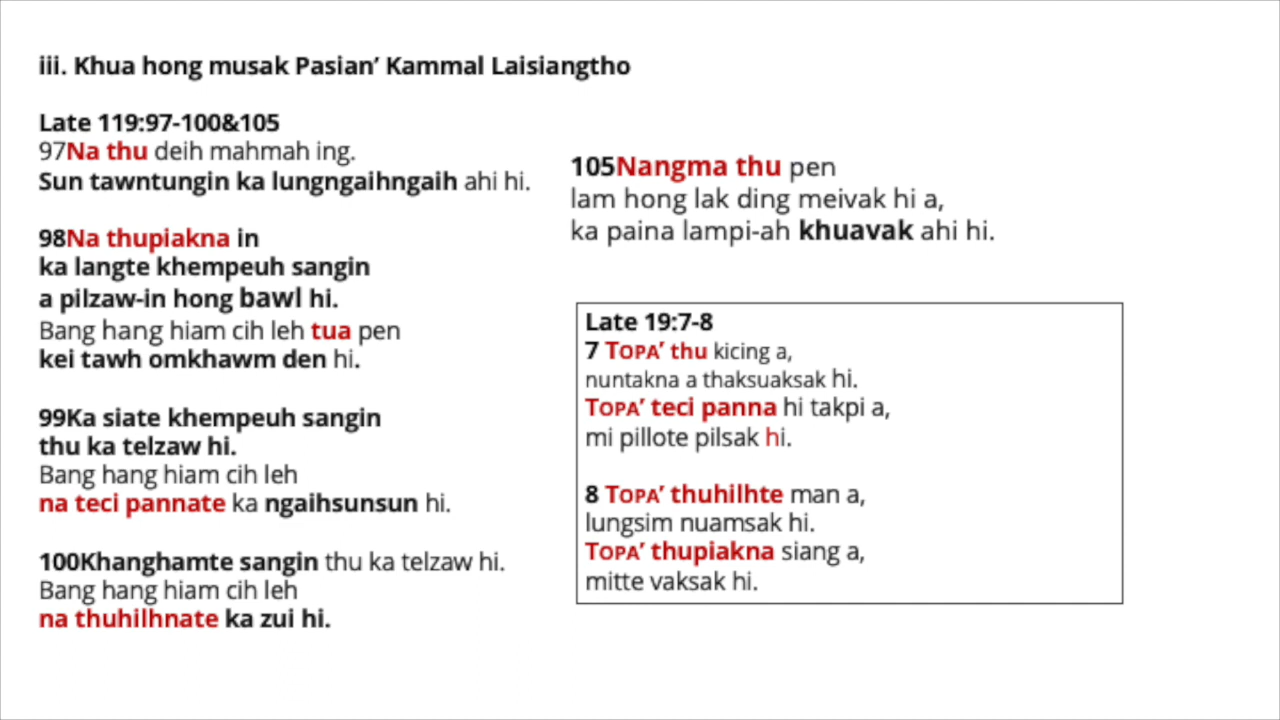 iii. Khua hong musak Pasian’ Kammal Laisiangtho
Late 119:97-100&105
97Na thu deih mahmah ing.
Sun tawntungin ka lungngaihngaih ahi hi.
98Na thupiakna in
ka langte khempeuh sangin
a pilzaw-in hong bawl hi.
Bang hang hiam cih leh tua pen
kei tawh omkhawm den hi.
99Ka siate khempeuh sangin
thu ka telzaw hi.
Bang hang hiam cih leh
na teci pannate ka ngaihsunsun hi.
100Khanghamte sangin thu ka telzaw hi.
Bang hang hiam cih leh
na thuhilhnate ka zui hi.
105Nangma thu pen
lam hong lak ding meivak hi a,
ka paina lampi-ah khuavak ahi hi.
Late 19:7-8
7 TOPA’ thu kicing a,
nuntakna a thaksuaksak hi.
TOPA’ teci panna hi takpi a,
mi pillote pilsak hi.
8 TOPA’ thuhilhte man a,
lungsim nuamsak hi.
TOPA’ thupiakna siang a,
mitte vaksak hi.